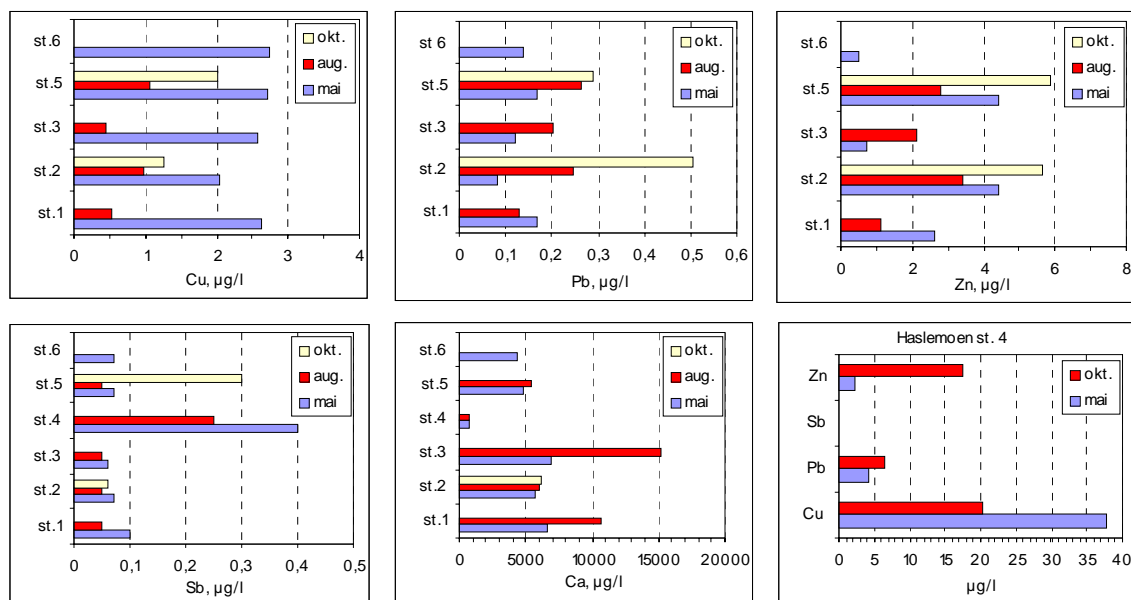 st.6
st.5
st.3
st.2
st.1
0 1 2 3 4
Cu, µg/l
okt.
aug.
mai
st 6
st.5
st.3
st.2
st.1
0 0,1 0,2 0,3 0,4 0,5 0,6
Pb, µg/l
okt.
aug.
mai
st.6
st.5
st.3
st.2
st.1
0 2 4 6 8
Zn, µg/l
okt.
aug.
mai
st.6
st.5
st.4
st.3
st.2
st.1
0 0,1 0,2 0,3 0,4 0,5
Sb, µg/l
okt.
aug.
mai
st.6
st.5
st.4
st.3
st.2
st.1
0 5000 10000 15000 20000
Ca, µg/l
okt.
aug.
mai
Haslemoen st. 4
Zn
Sb
Pb
Cu
0 5 10 15 20 25 30 35 40
µg/l
okt.
mai